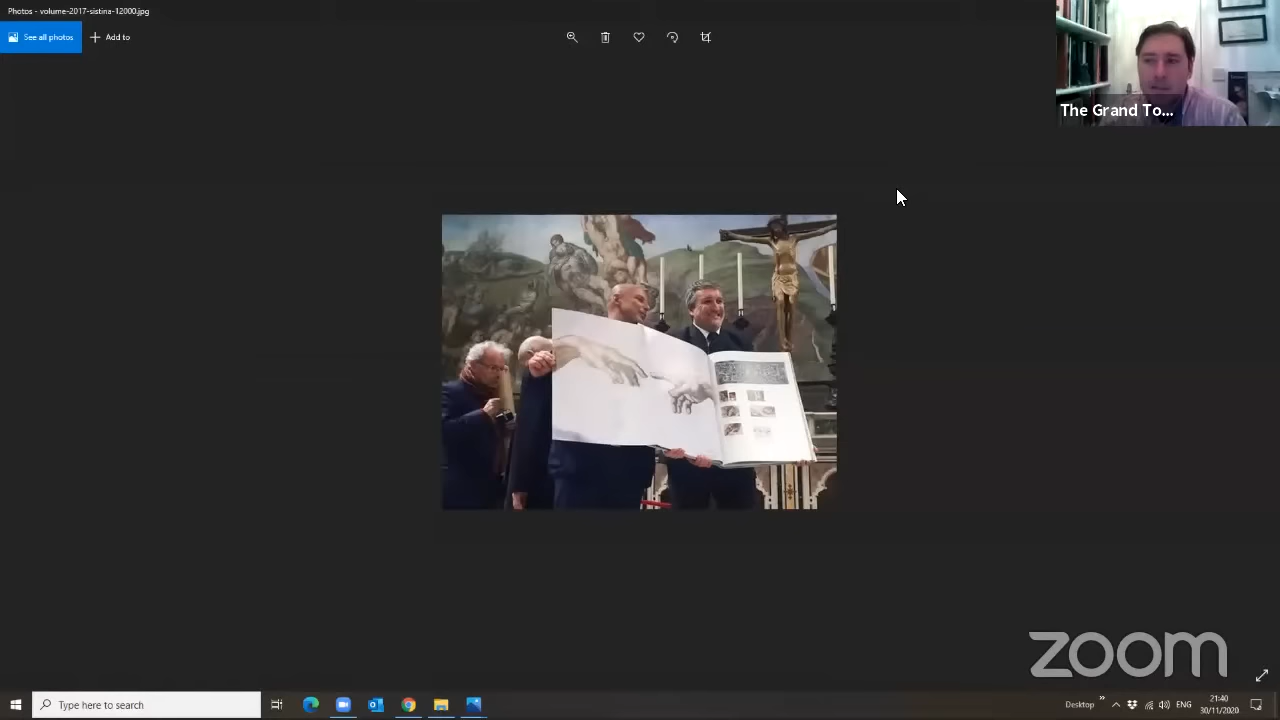 Photos - volume-2017-sistina-12000.jpg
See all photos
Add to
The Grand To...
zoom
Type here to search
Desktop
ENG
21:40
30/11/2020